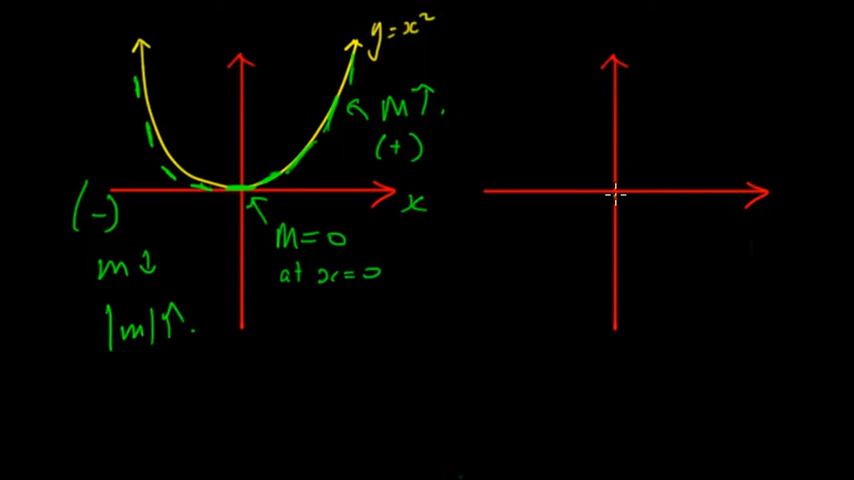 y=x²
m↑.
(+)
x
(-)
m=0
at x=0
m↓
|m|↑.